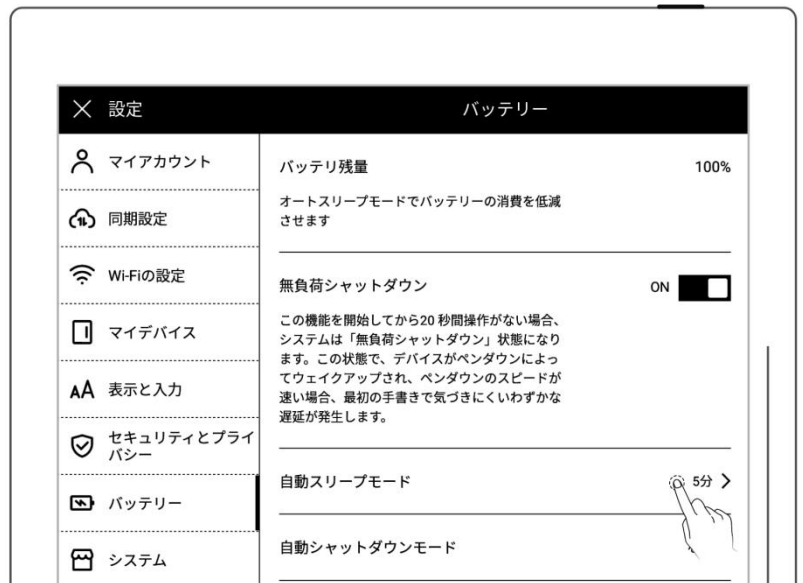 設定
バッテリー
マイアカウント
同期設定
Wi-Fiの設定
マイデバイス
AA 表示と入力
セキュリティとプライ
バシー
バッテリー
システム
バッテリ残量 100%
オートスリープモードでバッテリーの消費を低減
させます
無負荷シャットダウン ON
この機能を開始してから20 秒間操作がない場合、
システムは「無負荷シャットダウン」状態になり
ます。この状態で、デバイスがペンダウンによっ
てウェイクアップされ、ペンダウンのスピードが
速い場合、最初の手書きで気づきにくいわずかな
遅延が発生します。
自動スリープモード 5分
自動シャットダウンモード